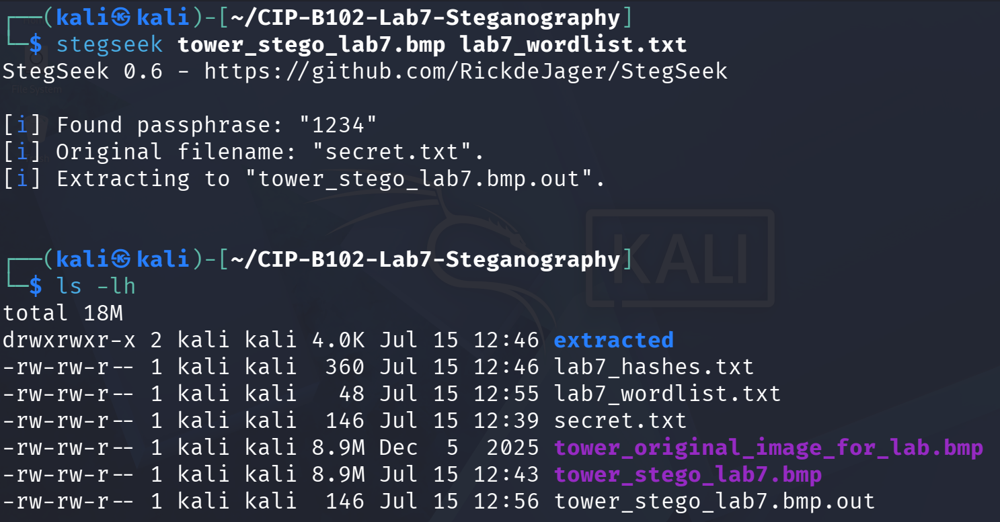 ┌──(kali㉿kali)-[~/CIP-B102-Lab7-Steganography]
└─$ stegseek tower_stego_lab7.bmp lab7_wordlist.txt
StegSeek 0.6 - https://github.com/RickdeJager/StegSeek
File System
[i] Found passphrase: "1234"
[i] Original filename: "secret.txt".
[i] Extracting to "tower_stego_lab7.bmp.out".
KALI
┌──(kali㉿kali)-[~/CIP-B102-Lab7-Steganography]
└─$ ls -lh
total 18M
drwxrwxr-x 2 kali kali 4.0K Jul 15 12:46 extracted
-rw-rw-r-- 1 kali kali  360 Jul 15 12:46 lab7_hashes.txt
-rw-rw-r-- 1 kali kali   48 Jul 15 12:55 lab7_wordlist.txt
-rw-rw-r-- 1 kali kali  146 Jul 15 12:39 secret.txt
-rw-rw-r-- 1 kali kali 8.9M Dec  5  2025 tower_original_image_for_lab.bmp
-rw-rw-r-- 1 kali kali 8.9M Jul 15 12:43 tower_stego_lab7.bmp
-rw-rw-r-- 1 kali kali  146 Jul 15 12:56 tower_stego_lab7.bmp.out